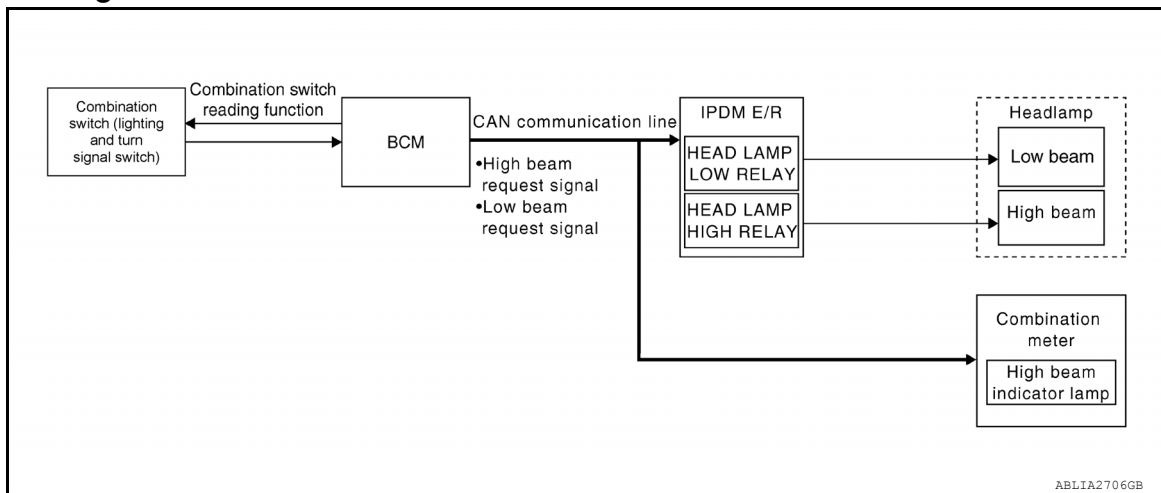 Combination
switch (lighting
and turn
signal switch)
Combination switch
reading function
BCM
CAN communication line
•High beam
request signal
•Low beam
request signal
IPDM E/R
HEAD LAMP
LOW RELAY
HEAD LAMP
HIGH RELAY
Headlamp
Low beam
High beam
Combination
meter
High beam
indicator lamp
ABLIA2706GB